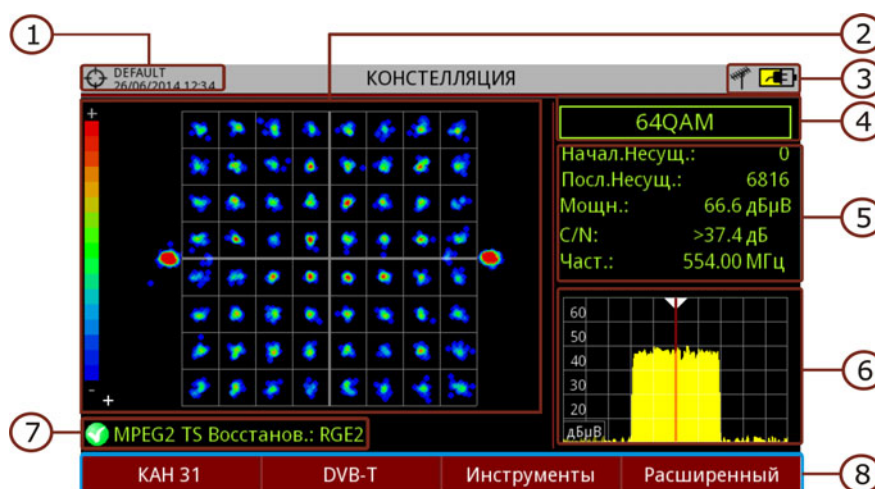 1
2
DEFAULT
26/06/2014 12:34
КОНСТЕЛЛЯЦИЯ
3
+
64QAM
4
Начал.Несущ.: 0
Посл.Несущ.: 6816
Мощн.: 66.6 дБµВ
C/N: >37.4 дБ
Част.: 554.00 МГц
5
60
50
40
30
20
дБµВ
6
-
+
7
MPEG2 TS Восстанов.: RGE2
КАН 31
DVB-T
Инструменты
Расширенный
8